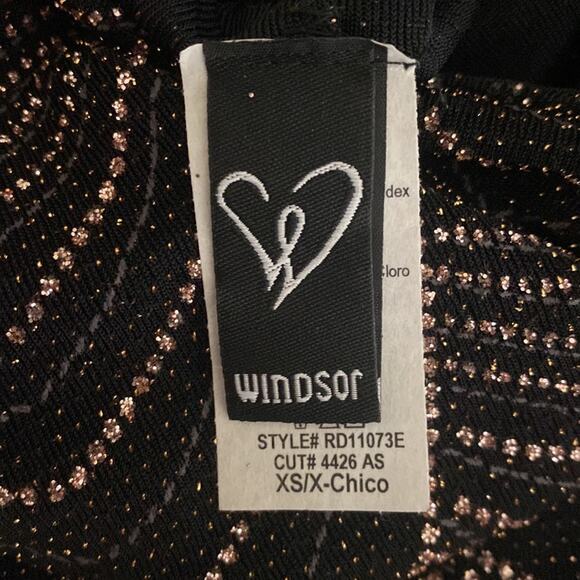 dex
Cloro
WINDSOR
STYLE# RD11073E
CUT# 4426 AS
XS/X-Chico